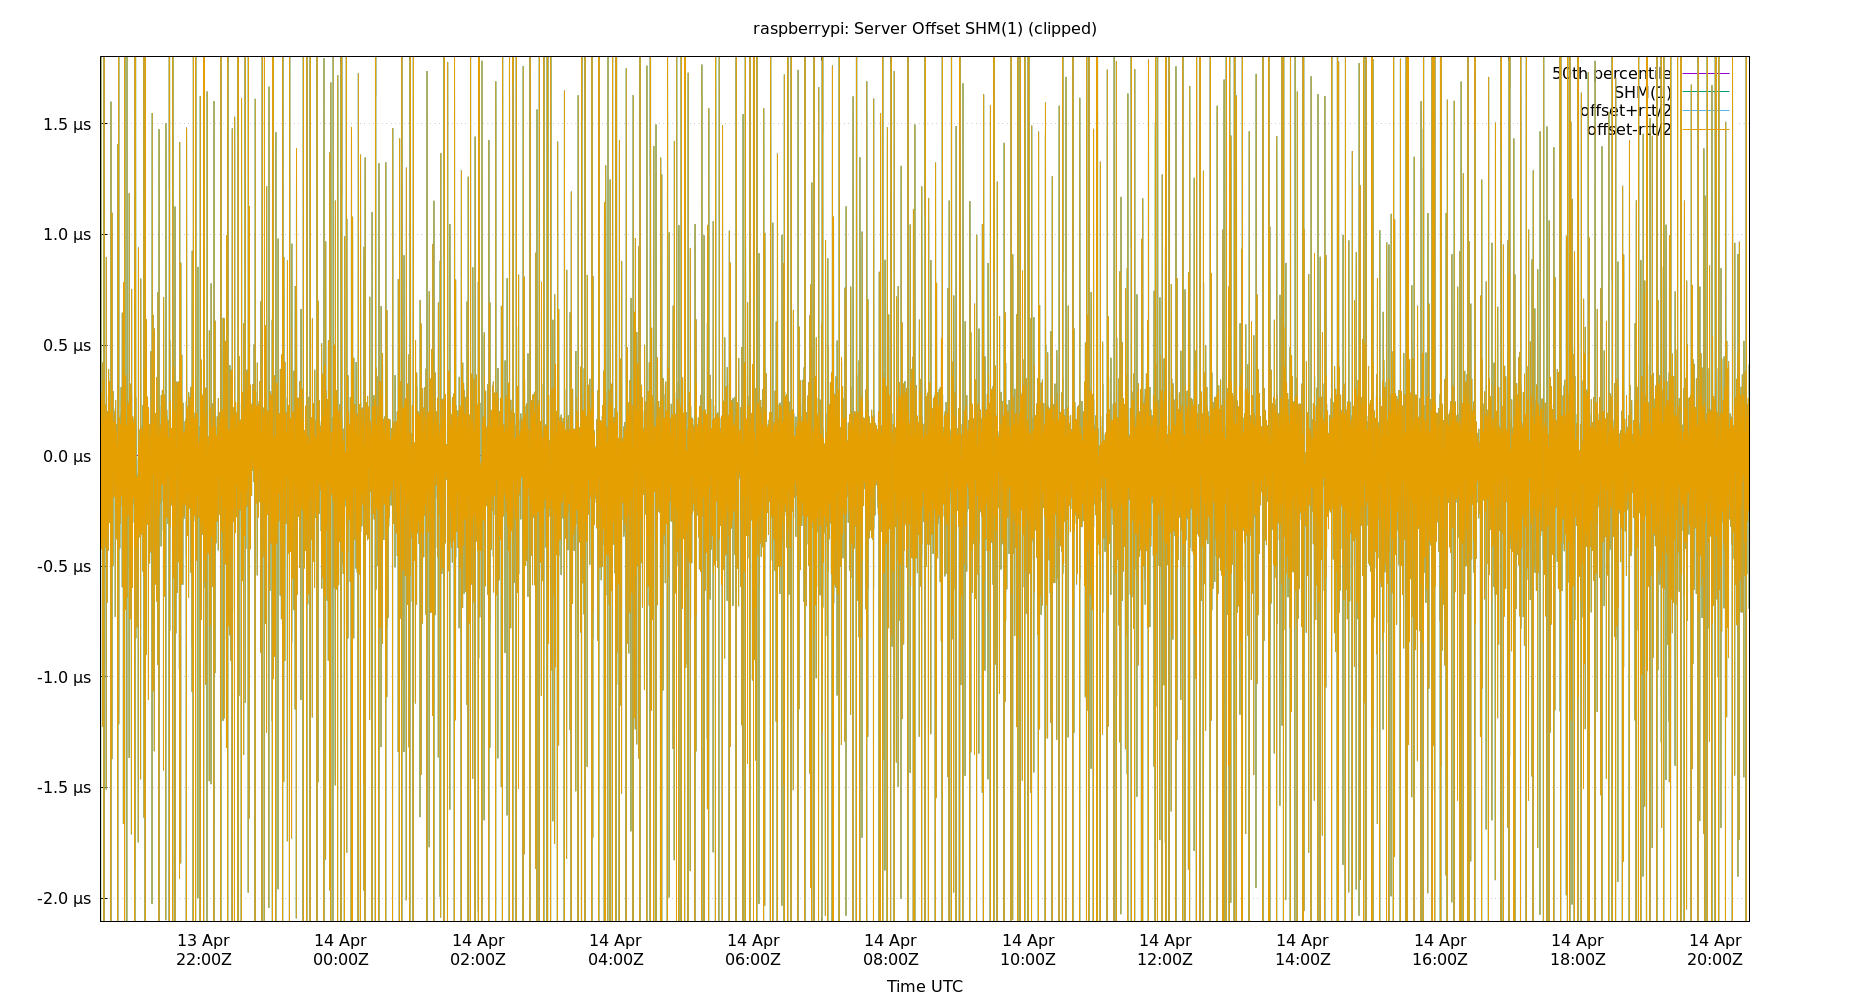 raspberrypi: Server Offset SHM(1) (clipped)
50th percentile
SHM(1)
offset+rtt/2
offset-rtt/2
1.5 µs
1.0 µs
0.5 µs
0.0 µs
-0.5 µs
-1.0 µs
-1.5 µs
-2.0 µs
13 Apr 14 Apr 14 Apr 14 Apr 14 Apr 14 Apr 14 Apr 14 Apr 14 Apr 14 Apr 14 Apr 14 Apr
22:00Z 00:00Z 02:00Z 04:00Z 06:00Z 08:00Z 10:00Z 12:00Z 14:00Z 16:00Z 18:00Z 20:00Z
Time UTC